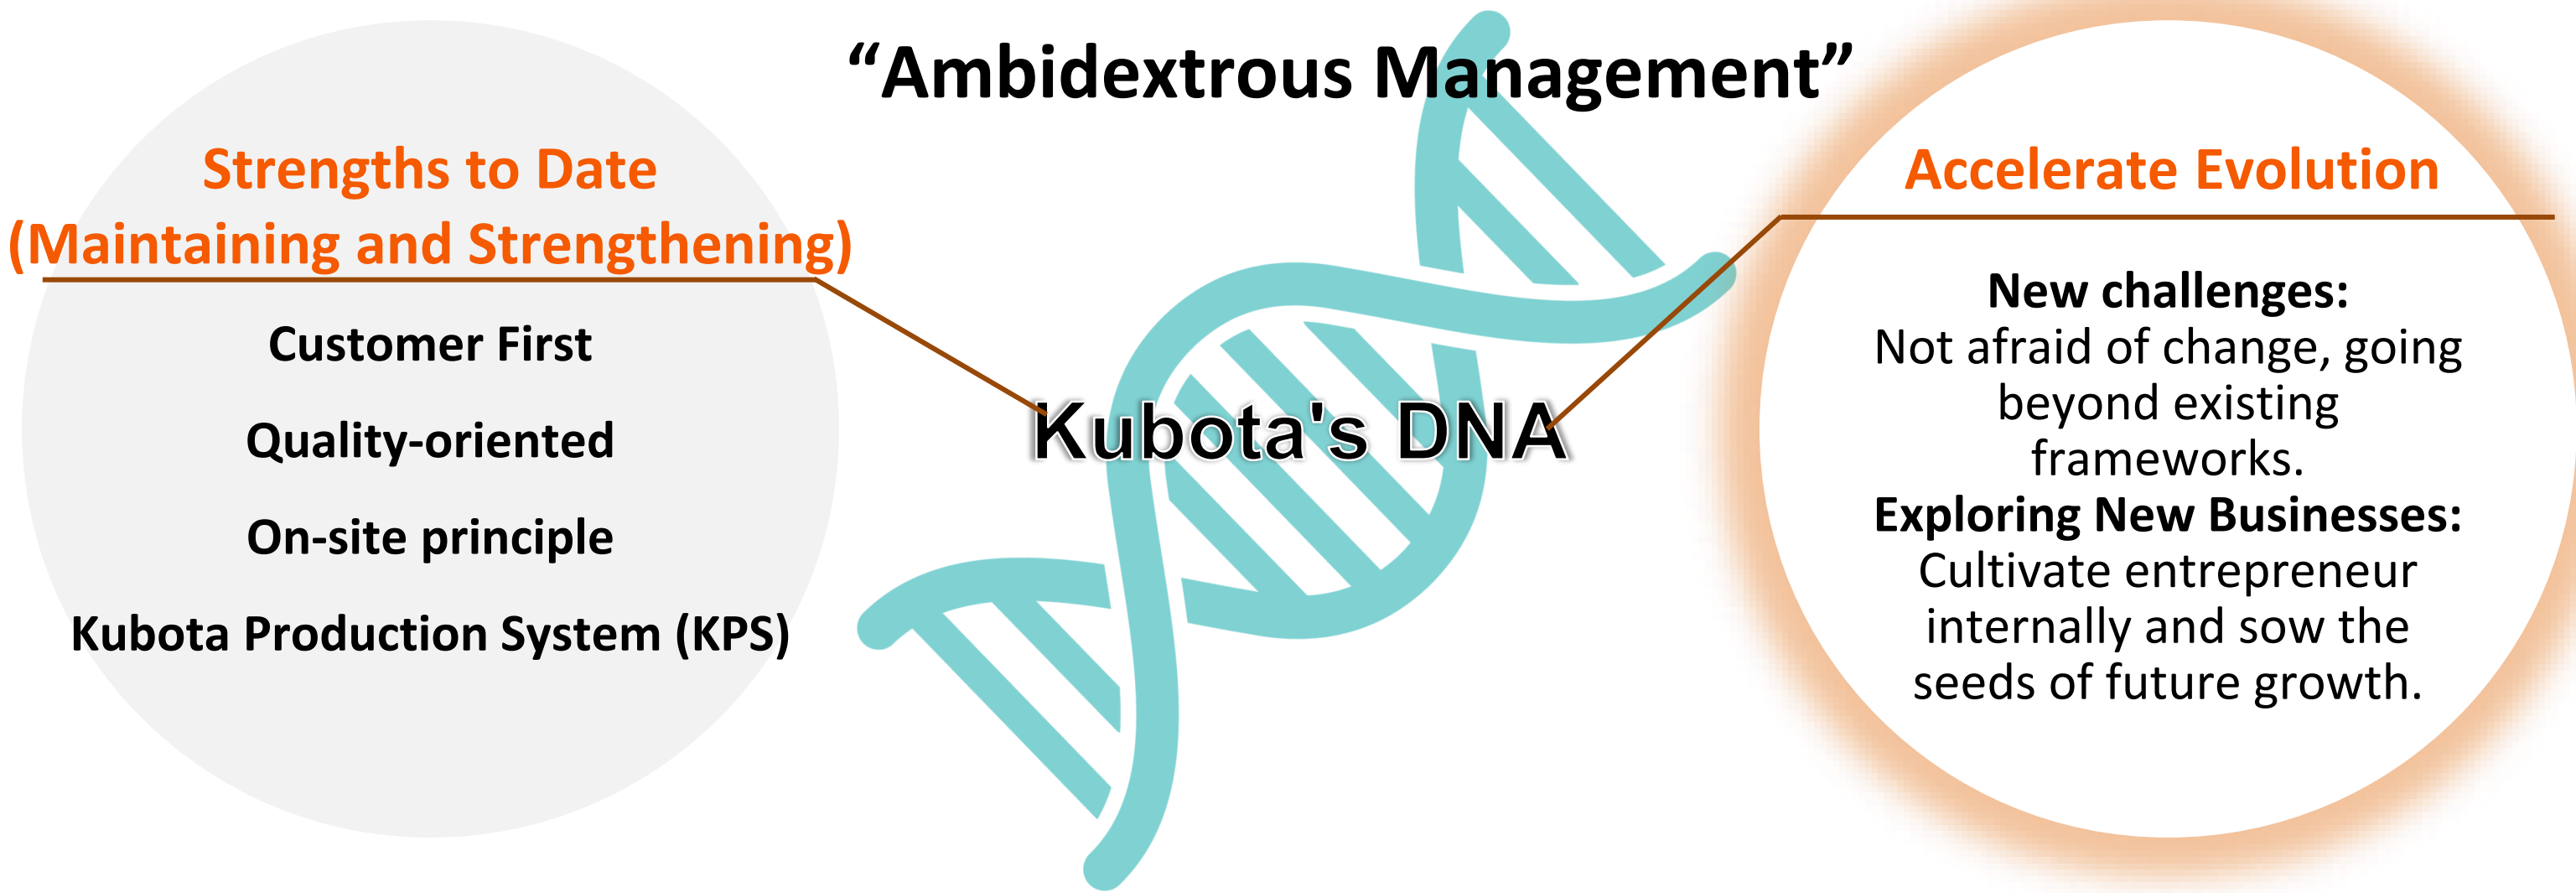 “Ambidextrous Management”
Strengths to Date
(Maintaining and Strengthening)
Customer First
Quality-oriented
On-site principle
Kubota Production System (KPS)
Kubota's DNA
Accelerate Evolution
New challenges:
Not afraid of change, going
beyond existing
frameworks.
Exploring New Businesses:
Cultivate entrepreneur
internally and sow the
seeds of future growth.